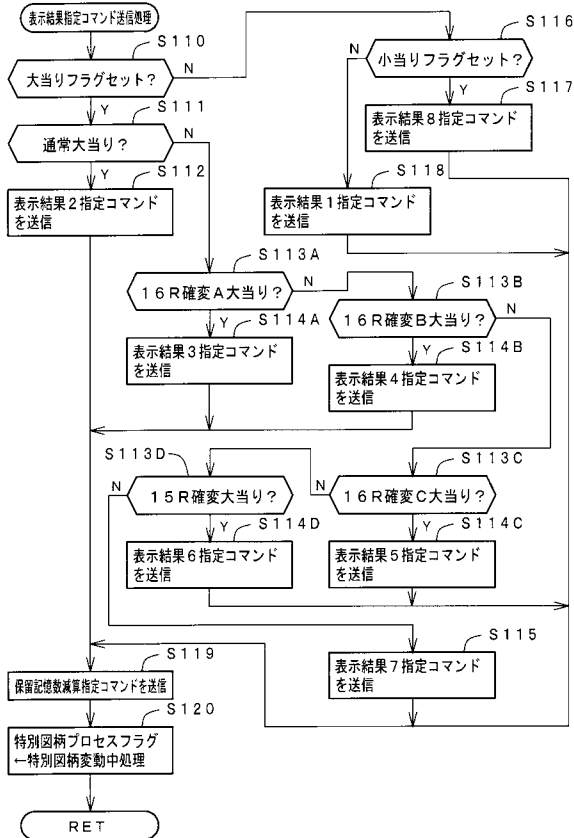 表示結果指定コマンド送信処理
S110
大当りフラグセット？
N
Y
S116
小当りフラグセット？
N
Y
S117
表示結果8指定コマンド
を送信
S111
通常大当り？
N
Y
S112
表示結果2指定コマンド
を送信
S118
表示結果1指定コマンド
を送信
S113A
16R確変A大当り？
N
Y
S114A
表示結果3指定コマンド
を送信
S113B
16R確変B大当り？
N
Y
S114B
表示結果4指定コマンド
を送信
S113C
16R確変C大当り？
N
Y
S114C
表示結果5指定コマンド
を送信
S113D
15R確変大当り？
N
Y
S114D
表示結果6指定コマンド
を送信
S115
表示結果7指定コマンド
を送信
S119
保留記憶数減算指定コマンドを送信
S120
特別図柄プロセスフラグ
←特別図柄変動中処理
RET